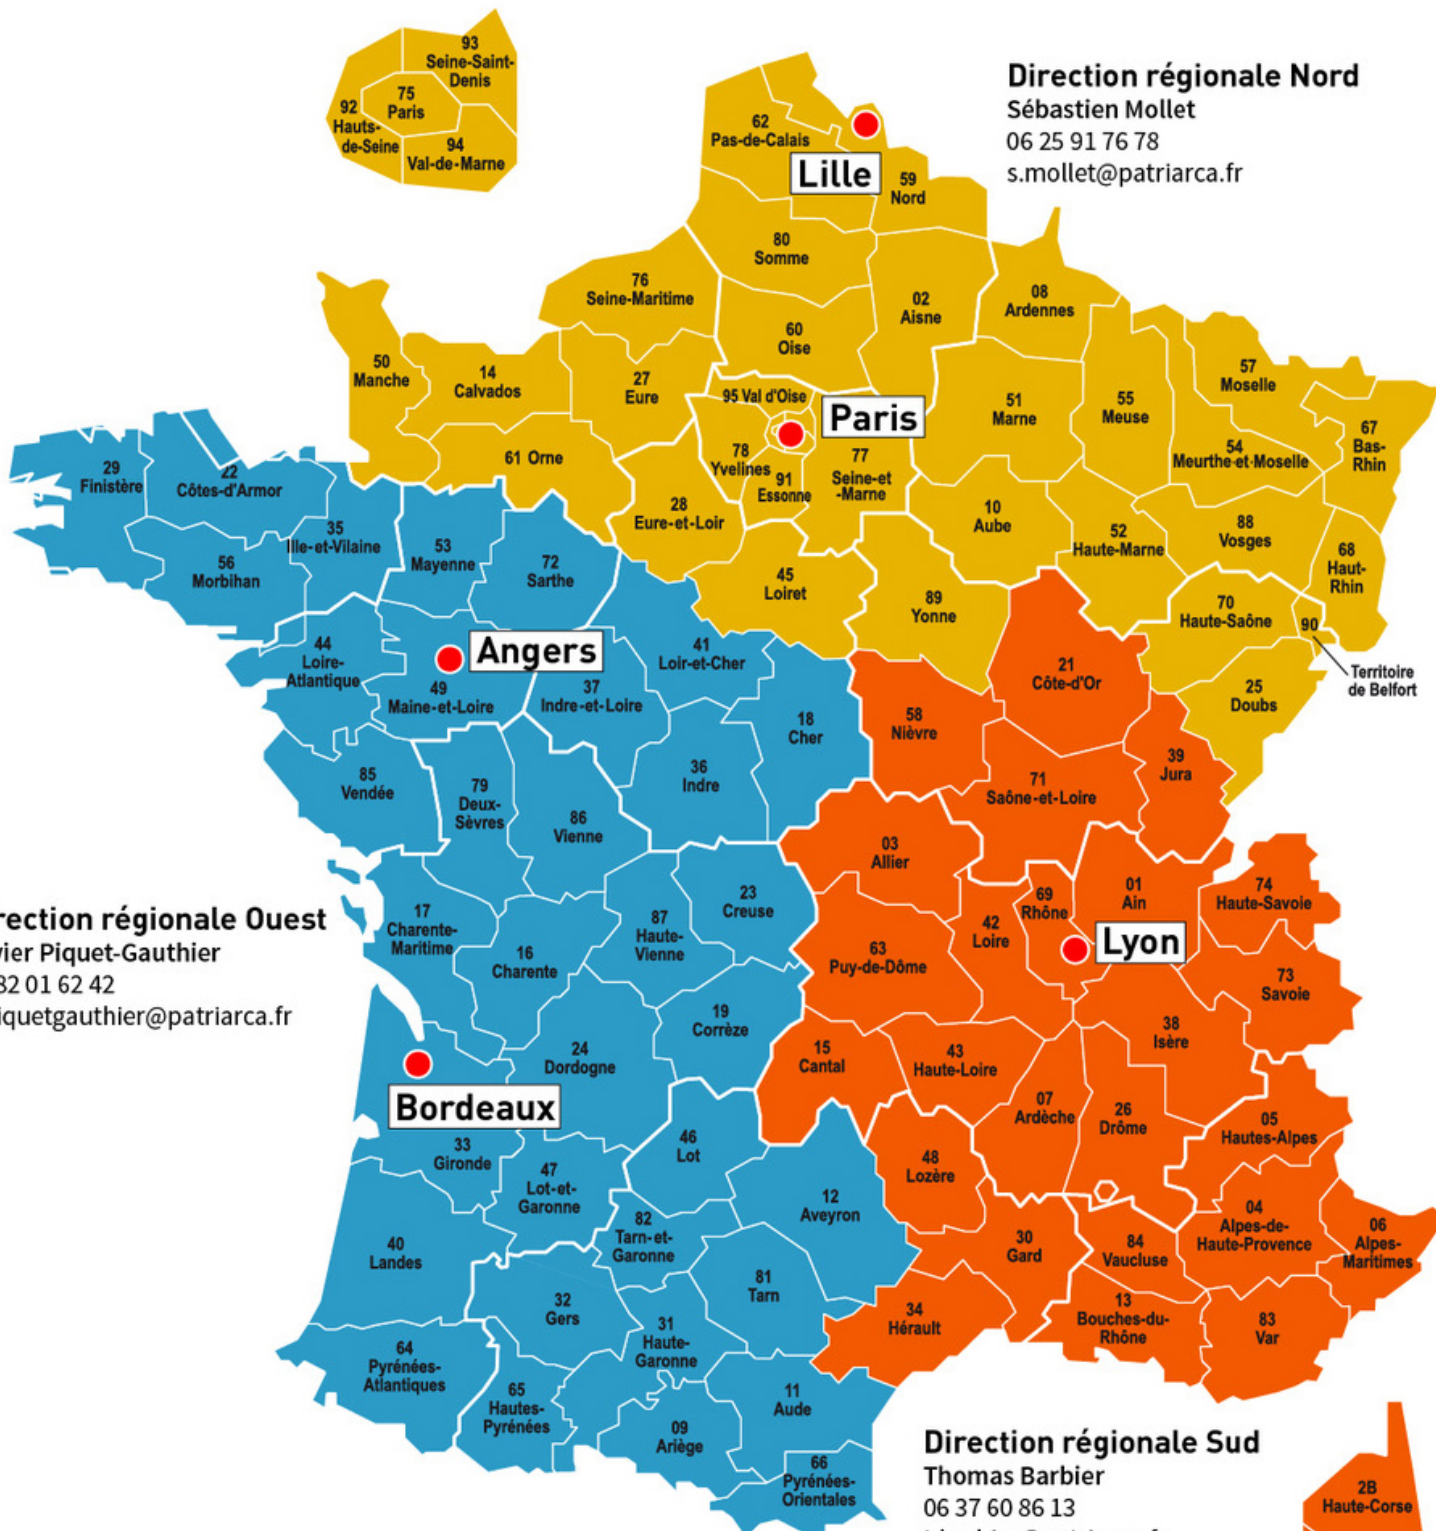 93
Seine-Saint-
Denis
75
Paris
92
Hauts-
de-Seine
94
Val-de-Marne
Direction régionale Nord
Sébastien Mollet
06 25 91 76 78
s.mollet@patriarca.fr
62
Pas-de-Calais
Lille
59
Nord
80
Somme
76
Seine-Maritime
02
Aisne
08
Ardennes
60
Oise
50
Manche
14
Calvados
27
Eure
95 Val d'Oise
Paris
51
Marne
55
Meuse
57
Moselle
67
Bas-
Rhin
54
Meurthe-et-Moselle
61 Orne
78
Yvelines
91
Essonne
77
Seine-et
-Marne
28
Eure-et-Loir
10
Aube
52
Haute-Marne
88
Vosges
68
Haut-
Rhin
29
Finistère
22
Côtes-d'Armor
35
Ille-et-Vilaine
56
Morbihan
53
Mayenne
72
Sarthe
45
Loiret
89
Yonne
70
Haute-Saône
90
Territoire
de Belfort
25
Doubs
44
Loire-
Atlantique
Angers
49
Maine-et-Loire
37
Indre-et-Loire
41
Loir-et-Cher
18
Cher
36
Indre
58
Nièvre
21
Côte-d'Or
39
Jura
71
Saône-et-Loire
85
Vendée
79
Deux-
Sèvres
86
Vienne
03
Allier
rection régionale Ouest
vier Piquet-Gauthier
82 01 62 42
iquetgauthier@patriarca.fr
17
Charente-
Maritime
16
Charente
87
Haute-
Vienne
23
Creuse
63
Puy-de-Dôme
42
Loire
69
Rhône
01
Ain
74
Haute-Savoie
Lyon
73
Savoie
19
Corrèze
24
Dordogne
15
Cantal
43
Haute-Loire
38
Isère
Bordeaux
33
Gironde
47
Lot-et-
Garonne
46
Lot
07
Ardèche
26
Drôme
05
Hautes-Alpes
48
Lozère
12
Aveyron
82
Tarn-et-
Garonne
40
Landes
81
Tarn
30
Gard
84
Vaucluse
04
Alpes-de-
Haute-Provence
06
Alpes-
Maritimes
32
Gers
31
Haute-
Garonne
34
Hérault
13
Bouches-du-
Rhône
83
Var
64
Pyrénées-
Atlantiques
65
Hautes-
Pyrénées
09
Ariège
11
Aude
66
Pyrénées-
Orientales
Direction régionale Sud
Thomas Barbier
06 37 60 86 13
2B
Haute-Corse